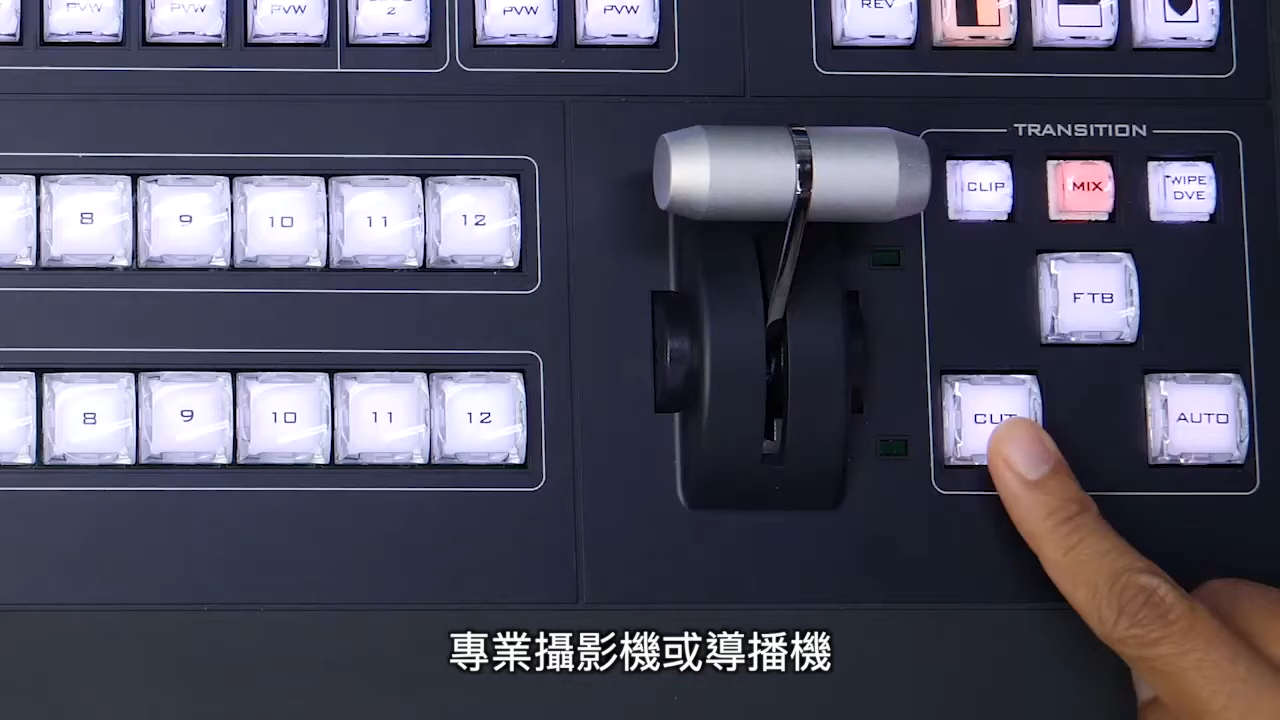 PVW PVW PVW 2 PVW PVW REV
TRANSITION
CLIP MIX WIPE DVE
8 9 10 11 12
FTB
8 9 10 11 12
CUT AUTO
專業攝影機或導播機